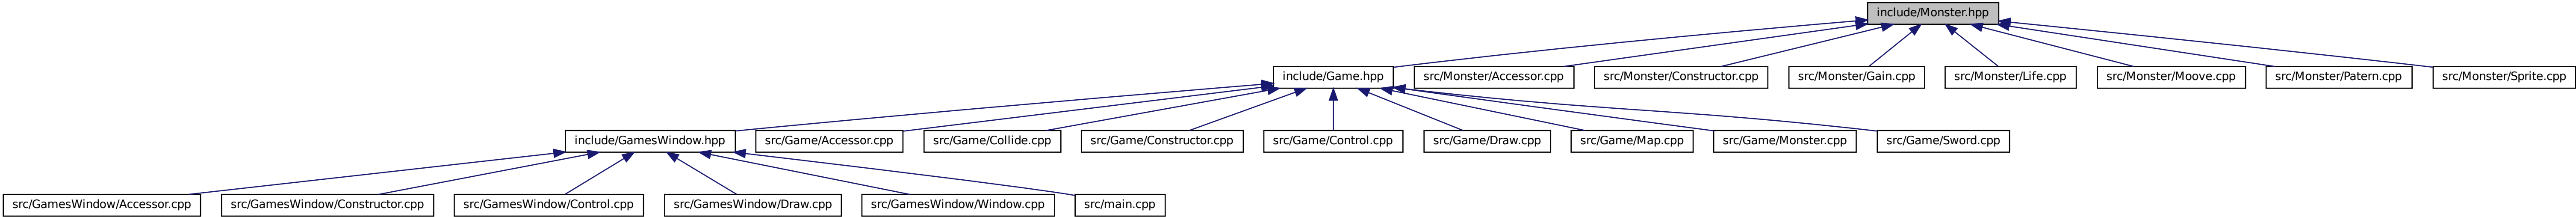 include/Monster.hpp
include/Game.hpp
src/Monster/Accessor.cpp
src/Monster/Constructor.cpp
src/Monster/Gain.cpp
src/Monster/Life.cpp
src/Monster/Moove.cpp
src/Monster/Patern.cpp
src/Monster/Sprite.cpp
include/GamesWindow.hpp
src/Game/Accessor.cpp
src/Game/Collide.cpp
src/Game/Constructor.cpp
src/Game/Control.cpp
src/Game/Draw.cpp
src/Game/Map.cpp
src/Game/Monster.cpp
src/Game/Sword.cpp
src/GamesWindow/Accessor.cpp
src/GamesWindow/Constructor.cpp
src/GamesWindow/Control.cpp
src/GamesWindow/Draw.cpp
src/GamesWindow/Window.cpp
src/main.cpp